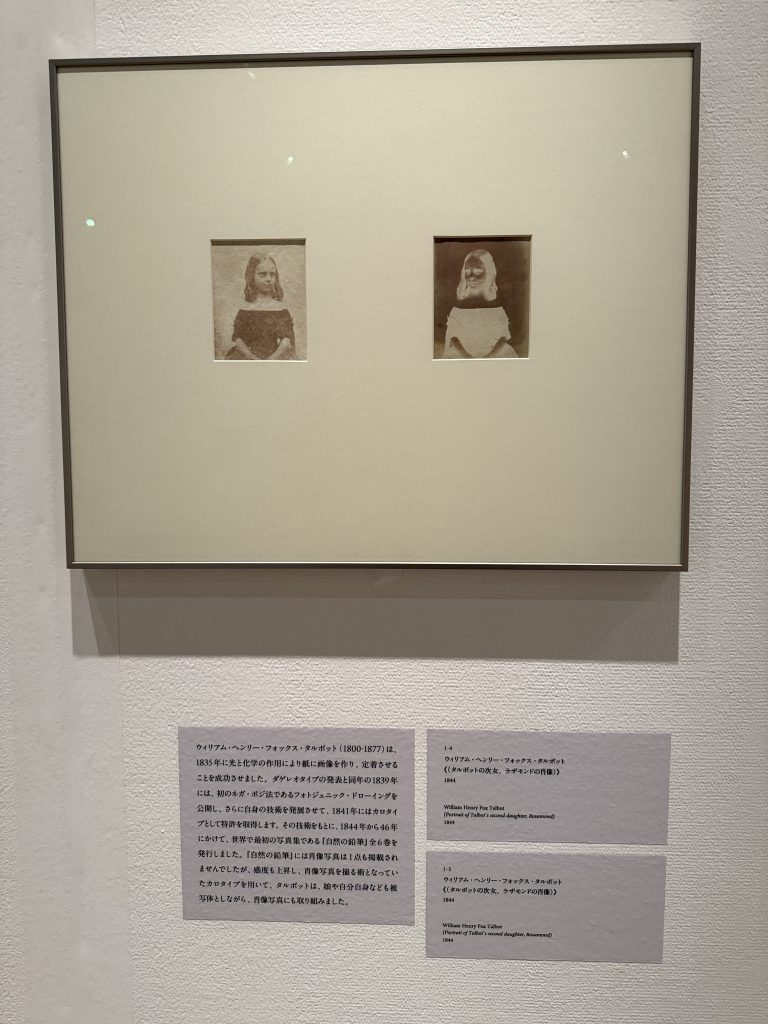 ウィリアム・ヘンリー・フォックス・タルボット（1800-1877）は、
1835年に光と化学の作用により紙に画像を作り、定着させる
ことを成功させました。ダゲレオタイプの発表と同年の1839年
には、初のネガ・ポジ法であるフォトジェニック・ドローイングを
公開し、さらに自身の技術を発展させて、1841年にはカロタイ
プとして特許を取得します。その技術をもとに、1844年から46年
にかけて、世界で最初の写真集である『自然の鉛筆』全6巻を
発行しました。『自然の鉛筆』には肖像写真は1点も掲載され
ませんでしたが、感度も上昇し、肖像写真を撮る術となってい
たカロタイプを用いて、タルボットは、娘や自分自身なども被
写体としながら、肖像写真にも取り組みました。
1-4
ウィリアム・ヘンリー・フォックス・タルボット
《（タルボットの次女、ラザモンドの肖像）》
1844
William Henry Fox Talbot
(Portrait of Talbot's second daughter, Rosamond)
1844
1-5
ウィリアム・ヘンリー・フォックス・タルボット
《（タルボットの次女、ラザモンドの肖像）》
1844
William Henry Fox Talbot
(Portrait of Talbot's second daughter, Rosamond)
1844